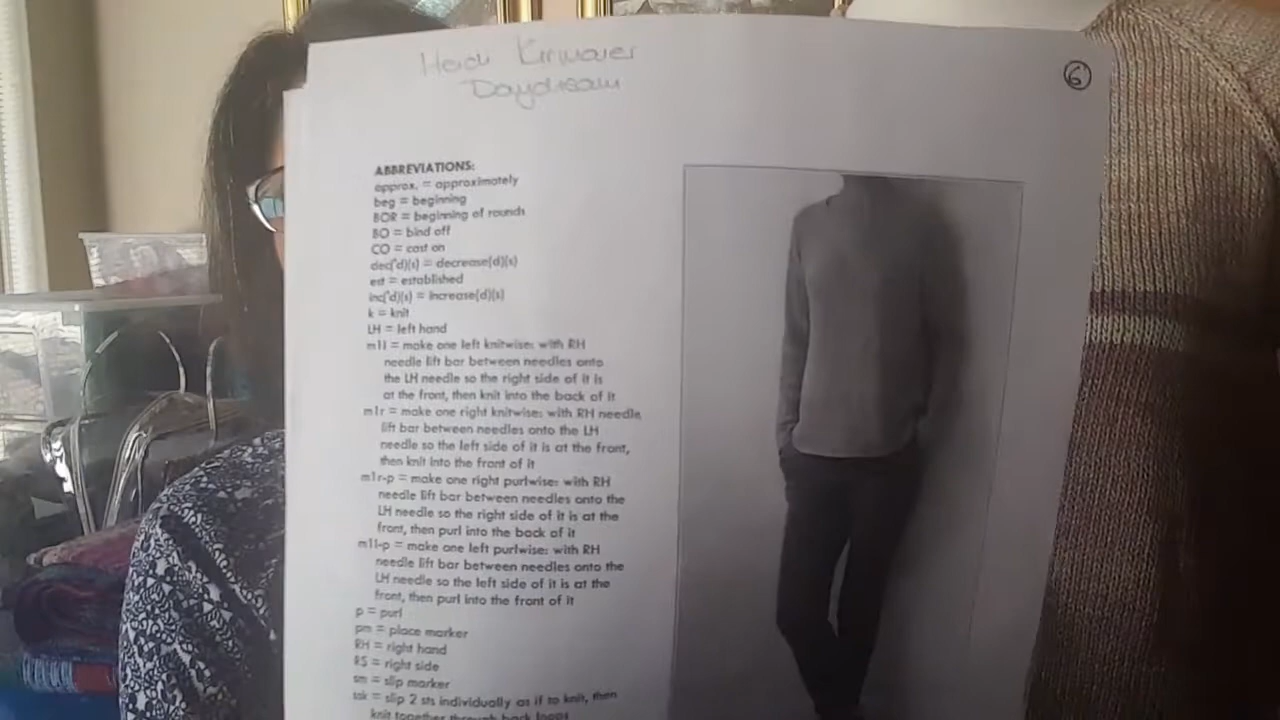 Heidi Kirrmaier
Daydream
6
ABBREVIATIONS:
approx. = approximately
beg = beginning
BOR = beginning of rounds
BO = bind off
CO = cast on
dec('d)(s) = decrease(d)(s)
est = established
inc('d)(s) = increase(d)(s)
k = knit
LH = left hand
m1l = make one left knitwise: with RH
needle lift bar between needles onto
the LH needle so the right side of it is
at the front, then knit into the back of it
m1r = make one right knitwise: with RH needle
lift bar between needles onto the LH
needle so the left side of it is at the front,
then knit into the front of it
m1r-p = make one right purlwise: with RH
needle lift bar between needles onto the
LH needle so the right side of it is at the
front, then purl into the back of it
m1l-p = make one left purlwise: with RH
needle lift bar between needles onto the
LH needle so the left side of it is at the
front, then purl into the front of it
p = purl
pm = place marker
RH = right hand
RS = right side
sm = slip marker
ssk = slip 2 sts individually as if to knit, then
knit together through back loops